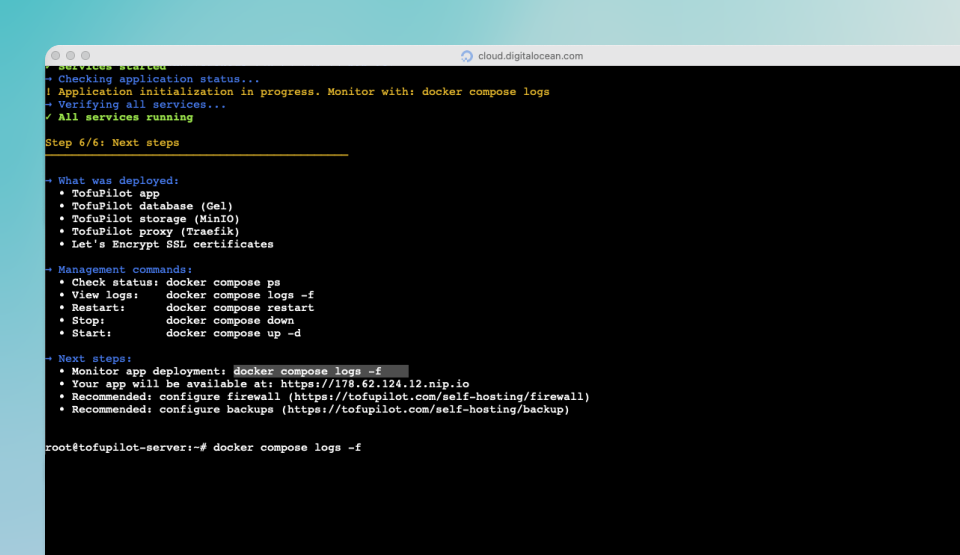 cloud.digitalocean.com
✓ Services started
→ Checking application status...
! Application initialization in progress. Monitor with: docker compose logs
→ Verifying all services...
✓ All services running
Step 6/6: Next steps
→ What was deployed:
• TofuPilot app
• TofuPilot database (Gel)
• TofuPilot storage (MinIO)
• TofuPilot proxy (Traefik)
• Let's Encrypt SSL certificates
→ Management commands:
• Check status: docker compose ps
• View logs: docker compose logs -f
• Restart: docker compose restart
• Stop: docker compose down
• Start: docker compose up -d
→ Next steps:
• Monitor app deployment: docker compose logs -f
• Your app will be available at: https://178.62.124.12.nip.io
• Recommended: configure firewall (https://tofupilot.com/self-hosting/firewall)
• Recommended: configure backups (https://tofupilot.com/self-hosting/backup)
root@tofupilot-server:~# docker compose logs -f